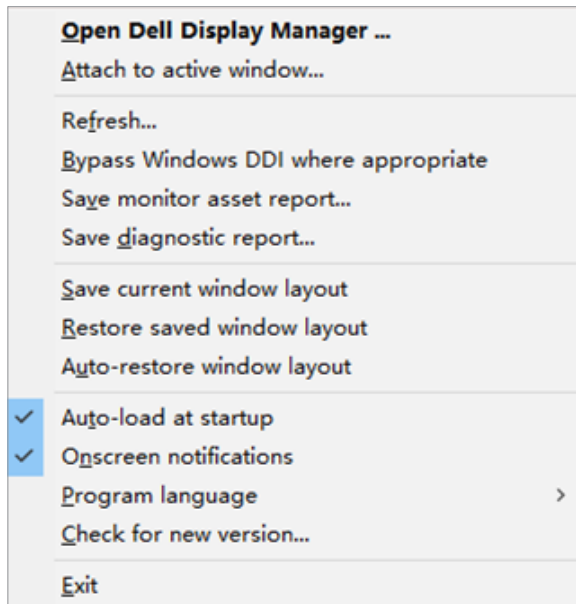 Open Dell Display Manager ...
Attach to active window...
Refresh...
Bypass Windows DDI where appropriate
Save monitor asset report...
Save diagnostic report...
Save current window layout
Restore saved window layout
Auto-restore window layout
Auto-load at startup
Onscreen notifications
Program language
Check for new version...
Exit